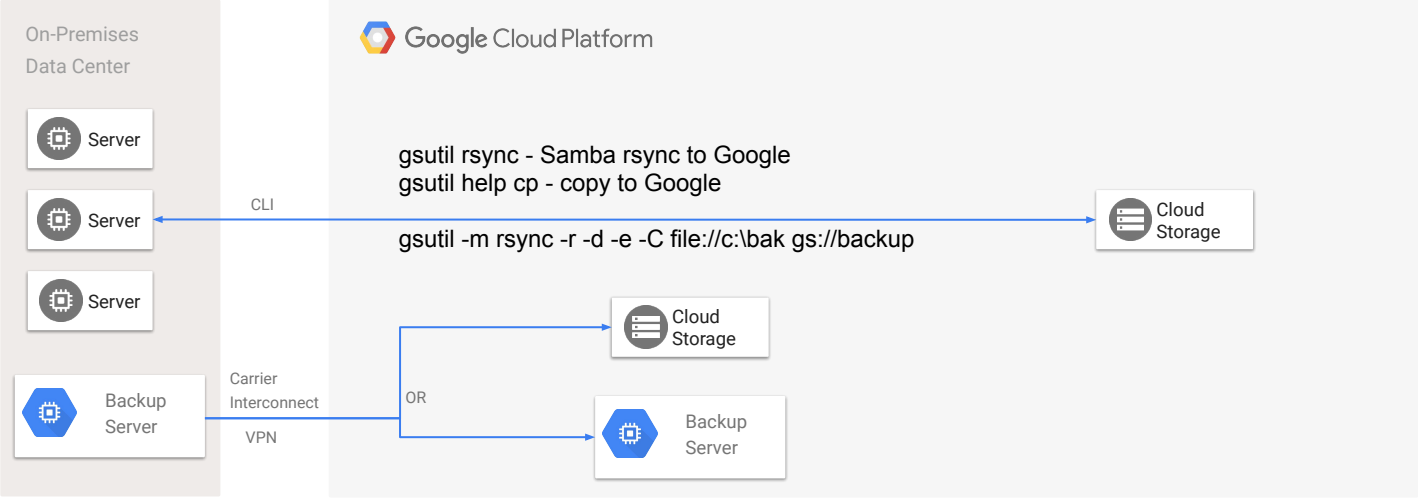 On-Premises
Data Center
Google Cloud Platform
Server
gsutil rsync - Samba rsync to Google
gsutil help cp - copy to Google
CLI
Server
Cloud
Storage
gsutil -m rsync -r -d -e -C file://c:\bak gs://backup
Server
Cloud
Storage
Carrier
Interconnect
VPN
OR
Backup
Server
Backup
Server